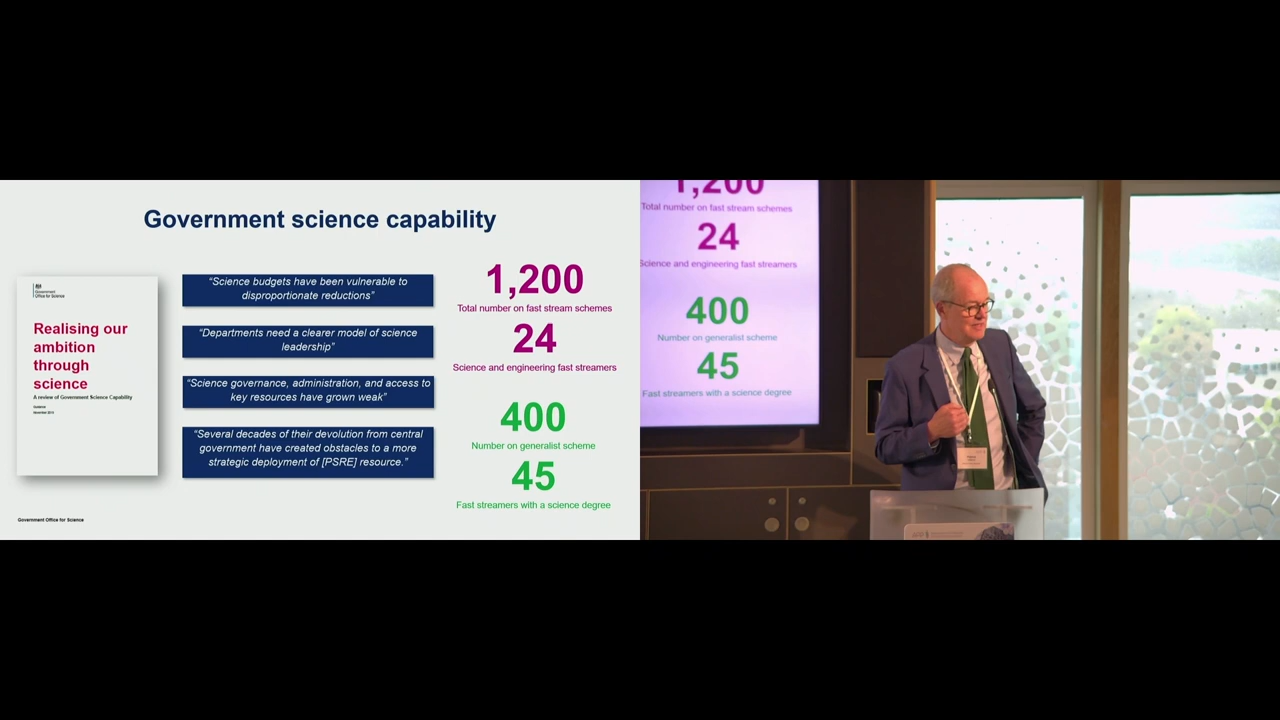 Government science capability
Government
Office for Science
Realising our
ambition
through
science
A review of Government Science Capability
Guidance
November 2019
“Science budgets have been vulnerable to
disproportionate reductions”
“Departments need a clearer model of science
leadership”
“Science governance, administration, and access to
key resources have grown weak”
“Several decades of their devolution from central
government have created obstacles to a more
strategic deployment of [PSRE] resource.”
1,200
Total number on fast stream schemes
24
Science and engineering fast streamers
400
Number on generalist scheme
45
Fast streamers with a science degree
Government Office for Science
1,200
Total number on fast stream schemes
24
Science and engineering fast streamers
400
Number on generalist scheme
45
Fast streamers with a science degree